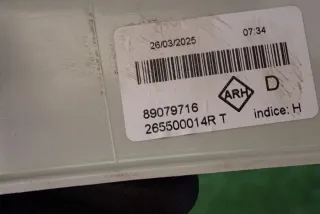 26/03/2025 07:34
ARH D
89079716
265500014R T indice: H